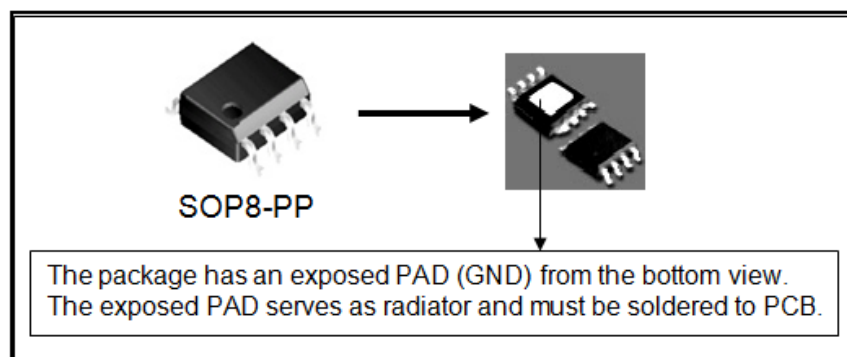 SOP8-PP
The package has an exposed PAD (GND) from the bottom view.
The exposed PAD serves as radiator and must be soldered to PCB.